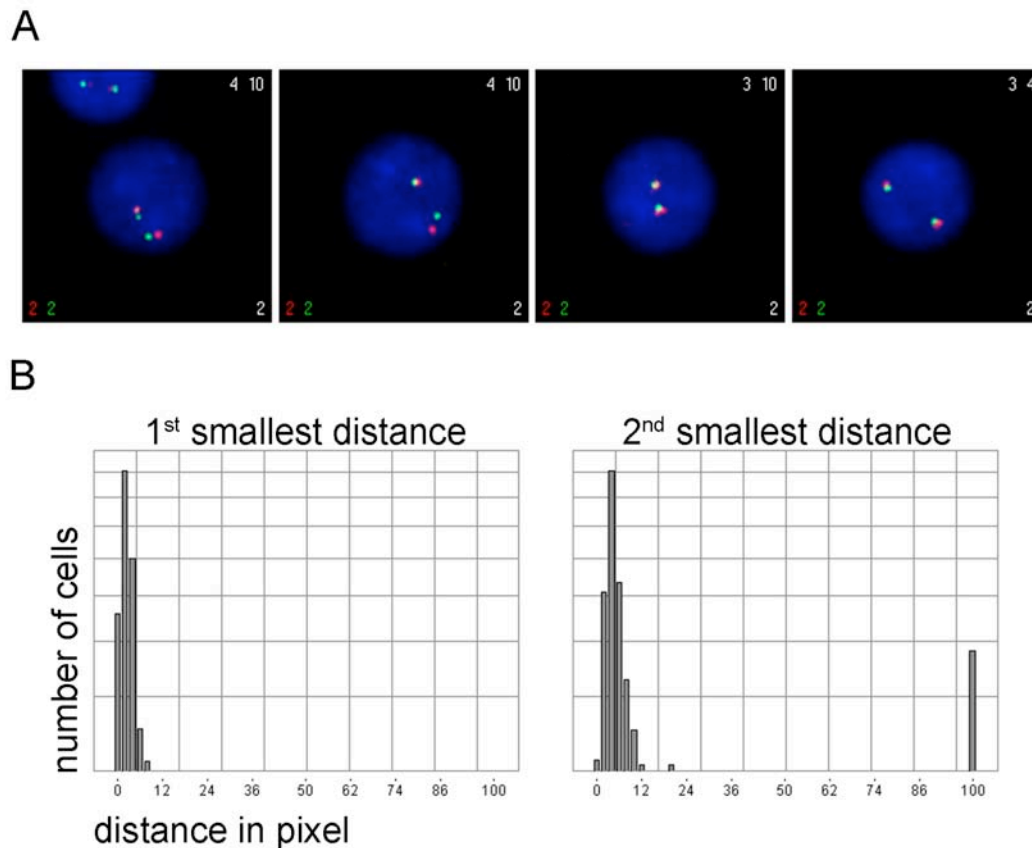 A
4 10
2 2 2
4 10
2 2 2
3 10
2 2 2
3 4
2 2 2
B
1st smallest distance
2nd smallest distance
number of cells
0 12 24 36 50 62 74 86 100
0 12 24 36 50 62 74 86 100
distance in pixel